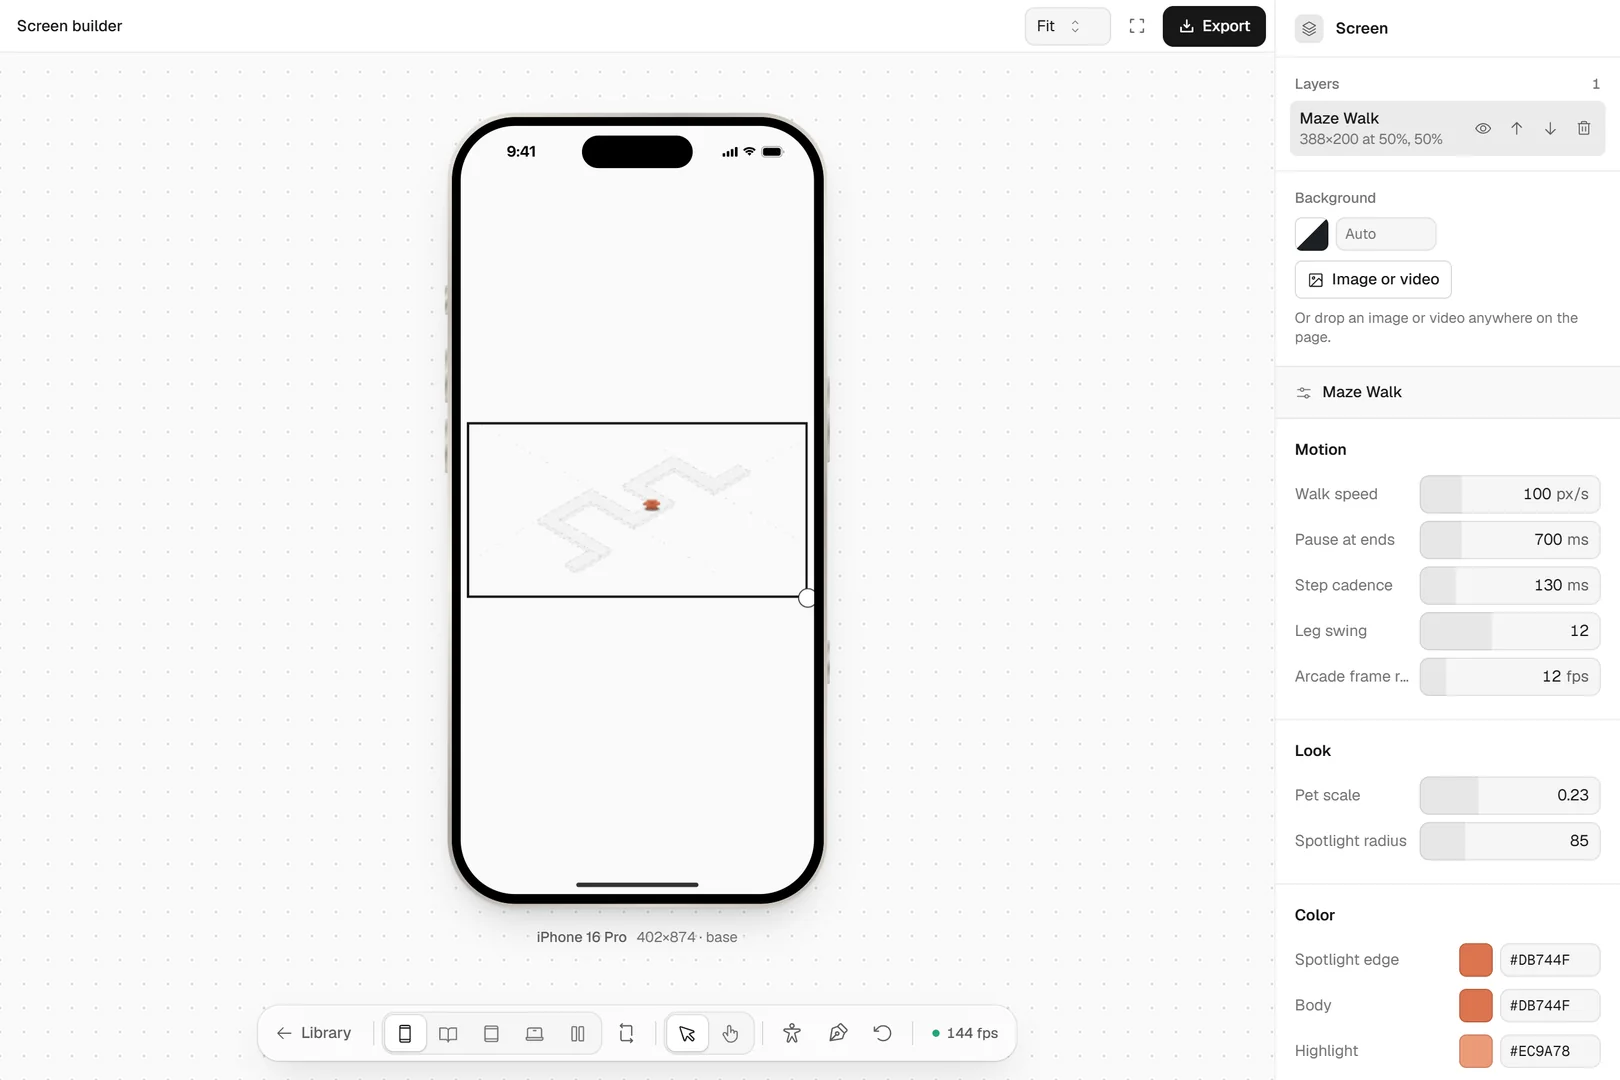 Screen builder
Fit
Export
Screen
Layers 1
Maze Walk
388×200 at 50%, 50%
Background
Auto
Image or video
Or drop an image or video anywhere on the
page.
Maze Walk
Motion
Walk speed 100 px/s
Pause at ends 700 ms
Step cadence 130 ms
Leg swing 12
Arcade frame r... 12 fps
Look
Pet scale 0.23
Spotlight radius 85
Color
Spotlight edge #DB744F
Body #DB744F
Highlight #EC9A78
9:41
iPhone 16 Pro 402×874 · base
Library
144 fps